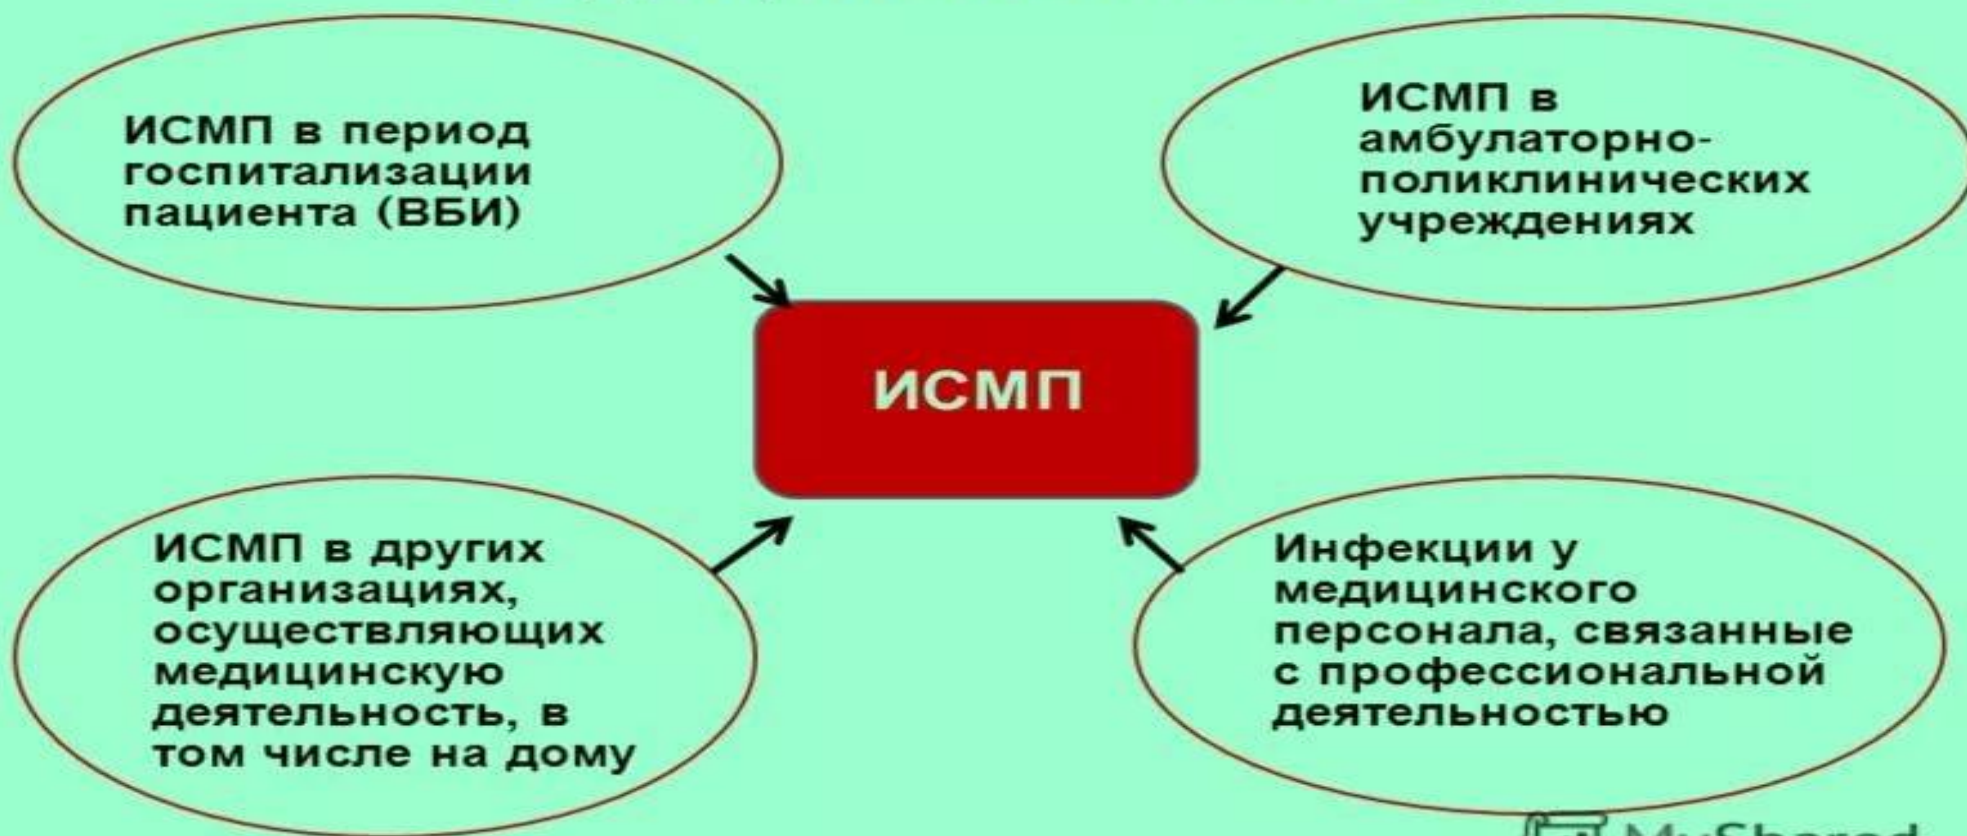 ИСМП в период
госпитализации
пациента (ВБИ)
ИСМП в
амбулаторно-
поликлинических
учреждениях
ИСМП
ИСМП в других
организациях,
осуществляющих
медицинскую
деятельность, в
том числе на дому
Инфекции у
медицинского
персонала, связанные
с профессиональной
деятельностью
MyShared